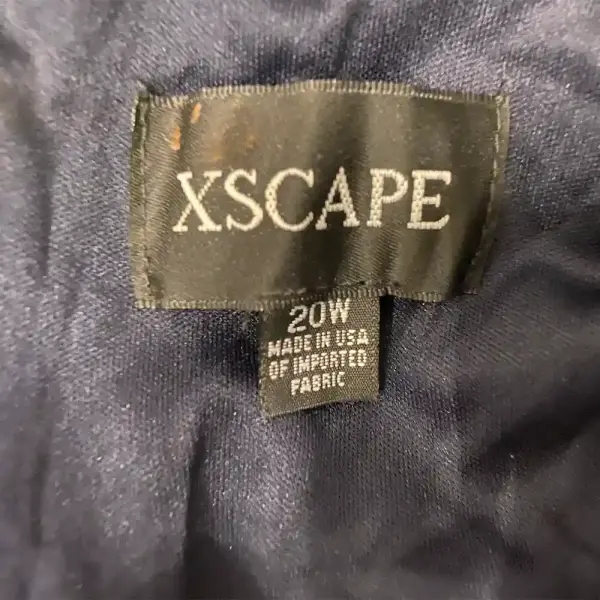 XSCAPE
20W
MADE IN USA
OF IMPORTED
FABRIC